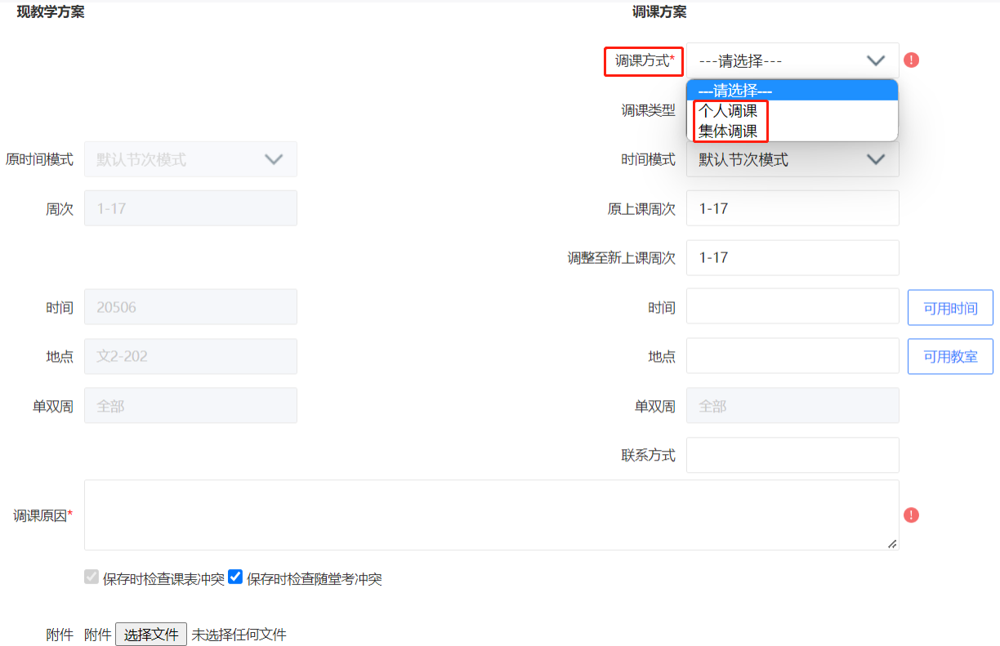 现教学方案 调课方案
调课方式* ---请选择---
---请选择---
调课类型 个人调课
集体调课
原时间模式 默认节次模式 时间模式 默认节次模式
周次 1-17 原上课周次 1-17
调整至新上课周次 1-17
时间 20506 时间 可用时间
地点 文2-202 地点 可用教室
单双周 全部 单双周 全部
联系方式
调课原因*
保存时检查课表冲突 保存时检查随堂考冲突
附件 附件 选择文件 未选择任何文件